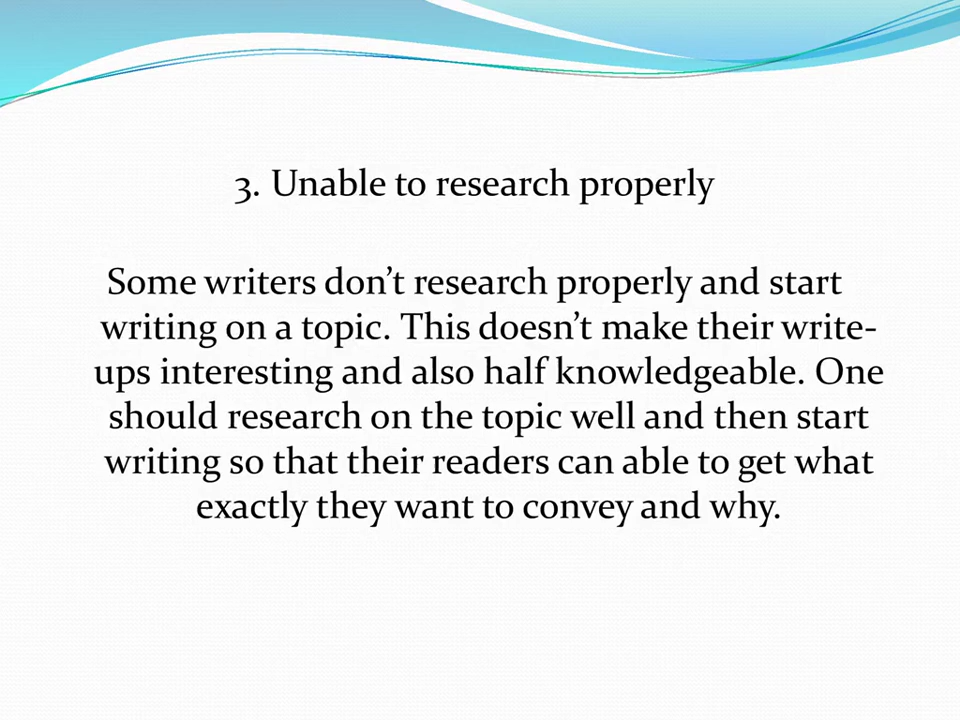 3. Unable to research properly
Some writers don’t research properly and start
writing on a topic. This doesn’t make their write-
ups interesting and also half knowledgeable. One
should research on the topic well and then start
writing so that their readers can able to get what
exactly they want to convey and why.